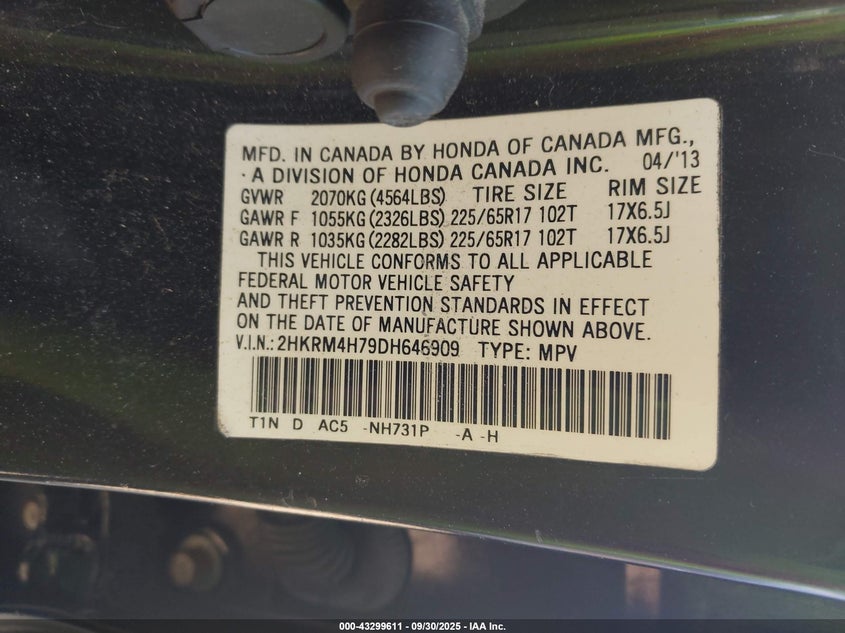 MFD. IN CANADA BY HONDA OF CANADA MFG.,
· A DIVISION OF HONDA CANADA INC. 04/'13
GVWR 2070KG (4564LBS) TIRE SIZE RIM SIZE
GAWR F 1055KG (2326LBS) 225/65R17 102T 17X6.5J
GAWR R 1035KG (2282LBS) 225/65R17 102T 17X6.5J
THIS VEHICLE CONFORMS TO ALL APPLICABLE
FEDERAL MOTOR VEHICLE SAFETY
AND THEFT PREVENTION STANDARDS IN EFFECT
ON THE DATE OF MANUFACTURE SHOWN ABOVE.
V.I.N.: 2HKRM4H79DH646909 TYPE: MPV
T1N D AC5 -NH731P -A -H
000-43299611 - 09/30/2025 - IAA Inc.